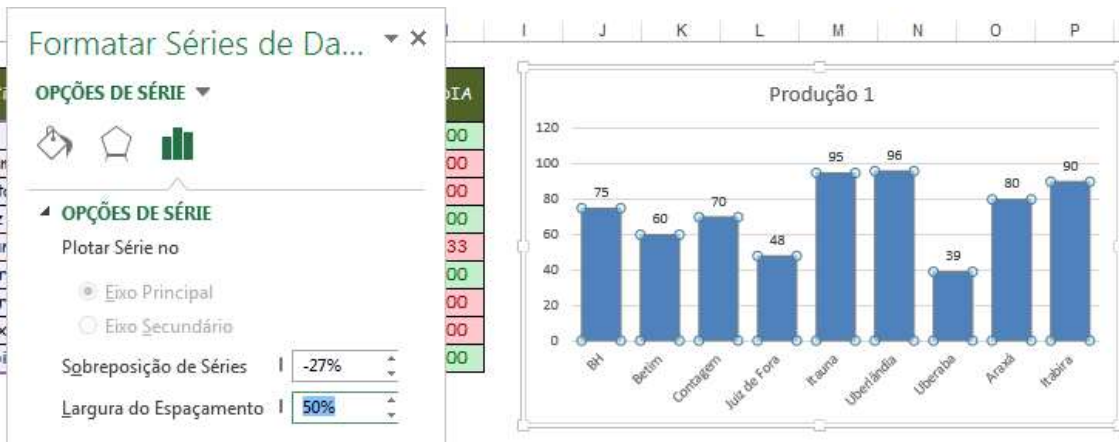 Formatar Séries de Da...
OPÇÕES DE SÉRIE
OPÇÕES DE SÉRIE
Plotar Série no
Eixo Principal
Eixo Secundário
Sobreposição de Séries -27%
Largura do Espaçamento 50%
00
00
00
00
33
00
00
00
00
I J K L M N O P
Produção 1
120
100
80
60
40
20
0
75 60 70 48 95 96 39 80 90
BH Betim Contagem Juiz de Fora Itauna Uberlândia Uberaba Araxá Itabira